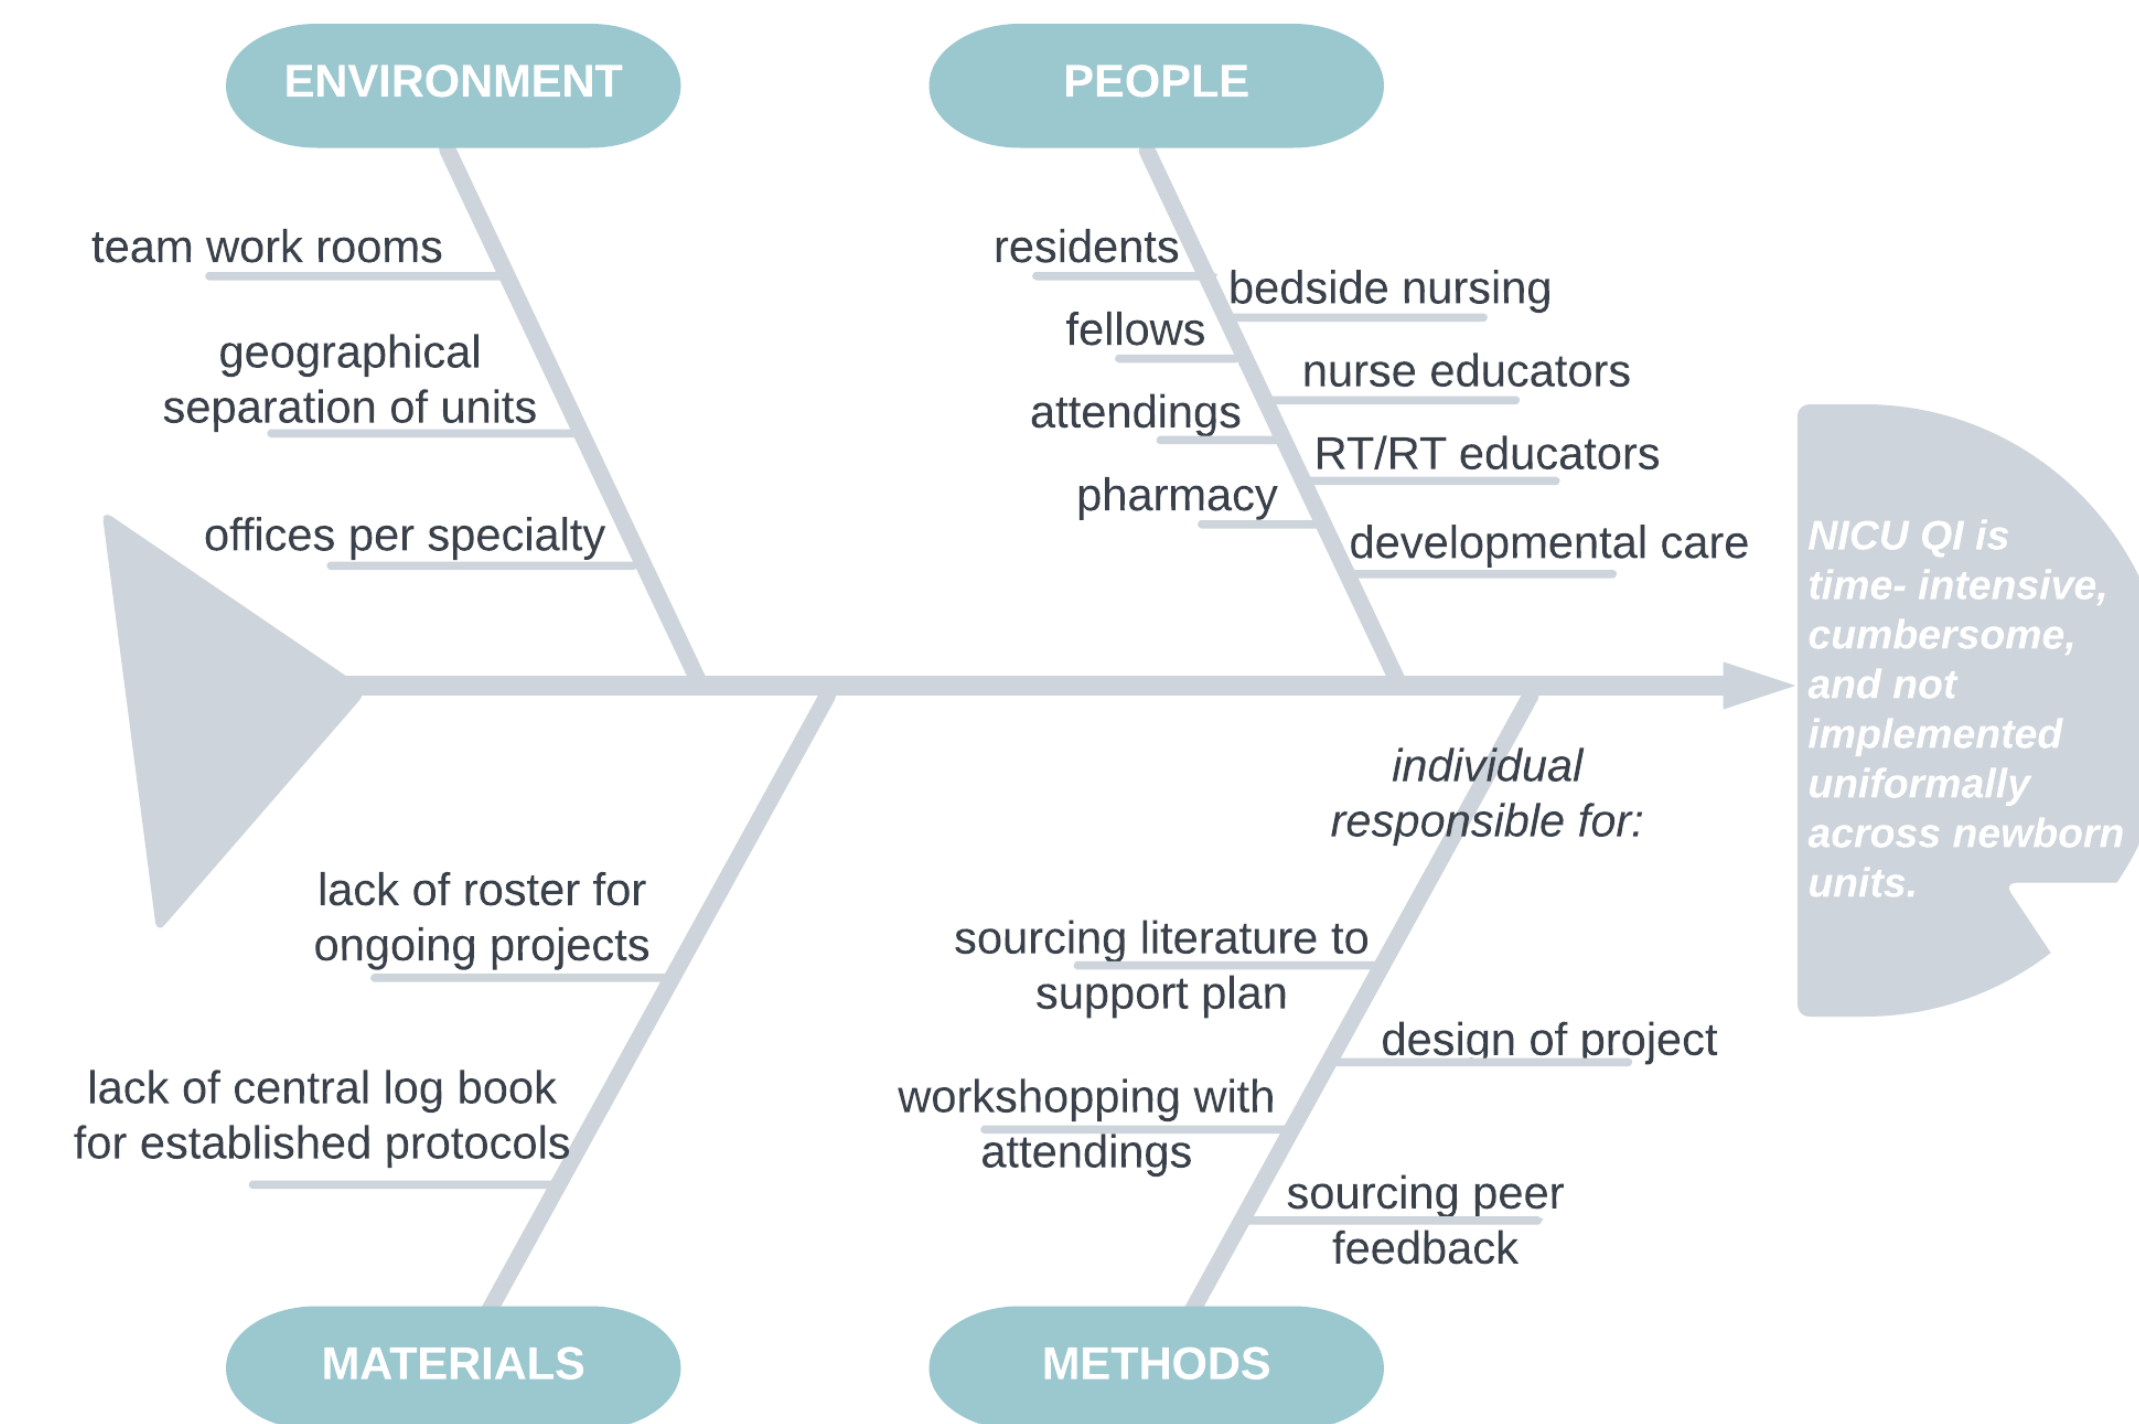 ENVIRONMENT
PEOPLE
team work rooms
geographical
separation of units
offices per specialty
residents
fellows
attendings
pharmacy
bedside nursing
nurse educators
RT/RT educators
developmental care
NICU QI is
time- intensive,
cumbersome,
and not
implemented
uniformally
across newborn
units.
lack of roster for
ongoing projects
lack of central log book
for established protocols
individual
responsible for:
sourcing literature to
support plan
workshopping with
attendings
design of project
sourcing peer
feedback
MATERIALS
METHODS